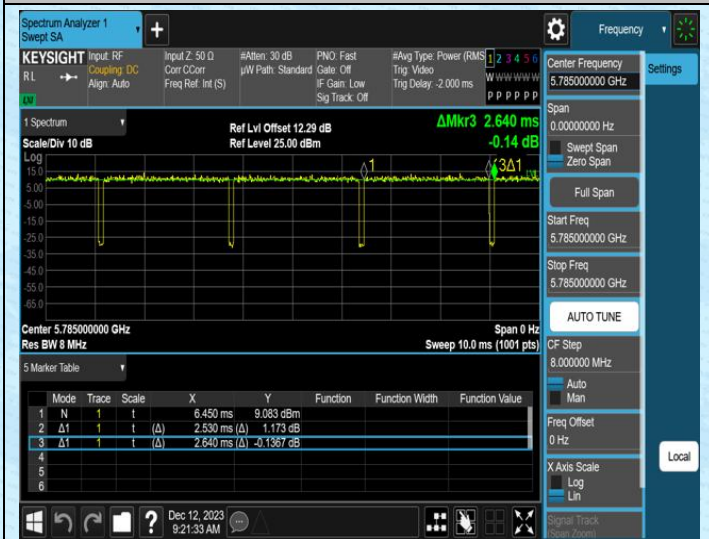 Spectrum Analyzer 1
Swept SA
+
Frequency
KEYSIGHT
RL
Input: RF
Coupling: DC
Align: Auto
Input Z: 50 Ω
Corr CCorr
Freq Ref: Int (S)
#Atten: 30 dB
µW Path: Standard
PNO: Fast
Gate: Off
IF Gain: Low
Sig Track: Off
#Avg Type: Power (RMS
Trig: Video
Trig Delay: -2.000 ms
1 2 3 4 5 6
W W W W W W
P P P P P P
1 Spectrum
Scale/Div 10 dB
Log
Ref Lvl Offset 12.29 dB
Ref Level 25.00 dBm
ΔMkr3 2.640 ms
-0.14 dB
15.0
5.00
-5.00
-15.0
-25.0
-35.0
-45.0
-55.0
-65.0
1
3Δ1
Center 5.785000000 GHz
Res BW 8 MHz
Span 0 Hz
Sweep 10.0 ms (1001 pts)
5 Marker Table
Mode Trace Scale X Y Function Function Width Function Value
1 N 1 t 6.450 ms 9.083 dBm
2 Δ1 1 t (Δ) 2.530 ms (Δ) 1.173 dB
3 Δ1 1 t (Δ) 2.640 ms (Δ) -0.1367 dB
4
5
6
?
Dec 12, 2023
9:21:33 AM
Center Frequency
5.785000000 GHz
Span
0.00000000 Hz
Swept Span
Zero Span
Full Span
Start Freq
5.785000000 GHz
Stop Freq
5.785000000 GHz
AUTO TUNE
CF Step
8.000000 MHz
Auto
Man
Freq Offset
0 Hz
X Axis Scale
Log
Lin
Signal Track
(Span Zoom)
Settings
Local